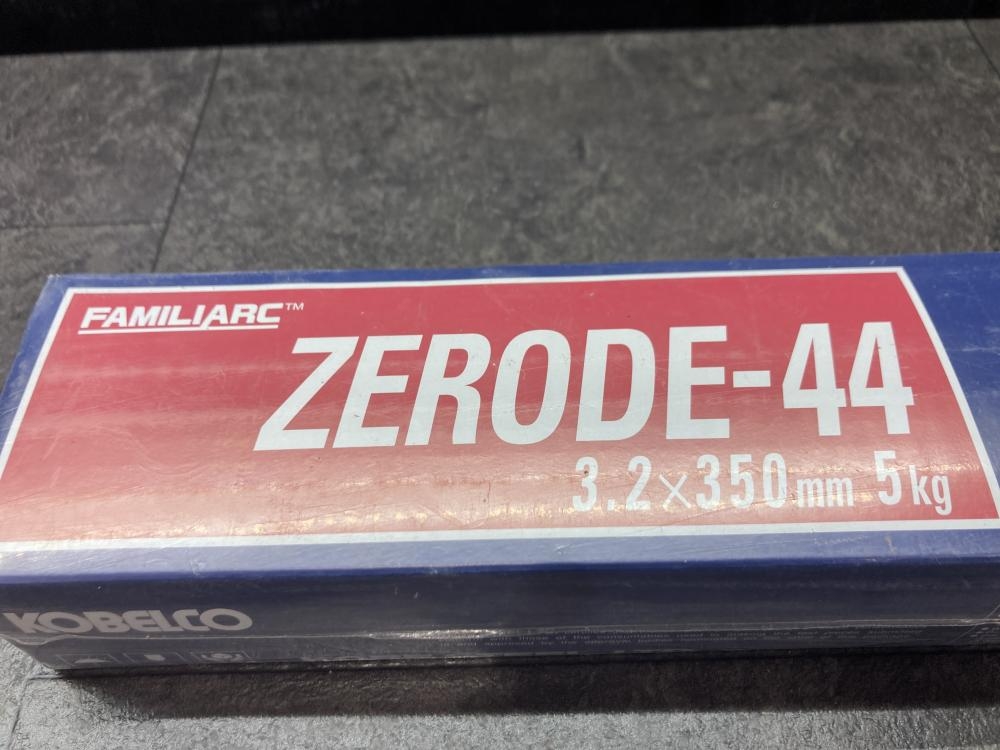 FAMILIARC™
ZERODE-44
3.2×350mm 5kg
KOBELCO